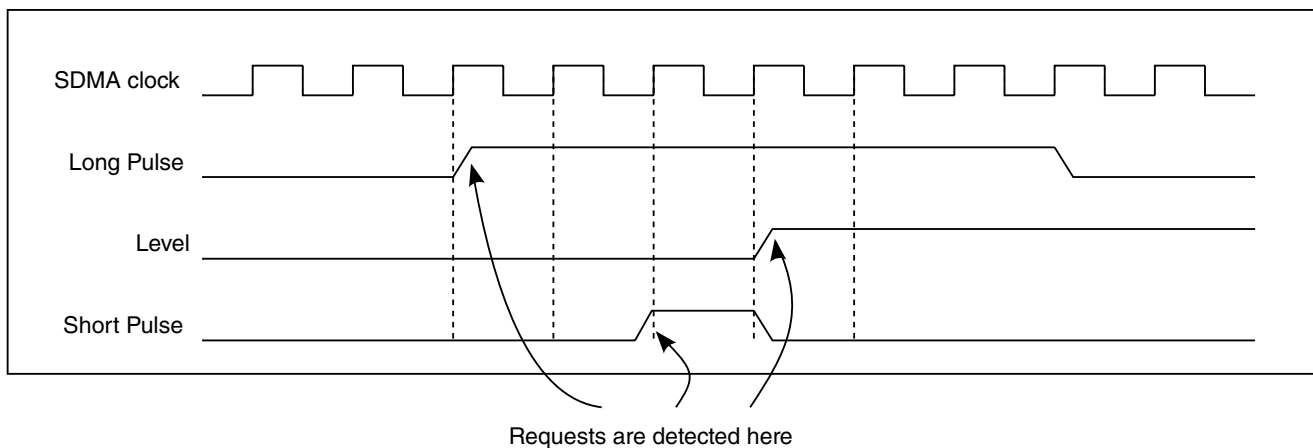 SDMA clock
Long Pulse
Level
Short Pulse
Requests are detected here